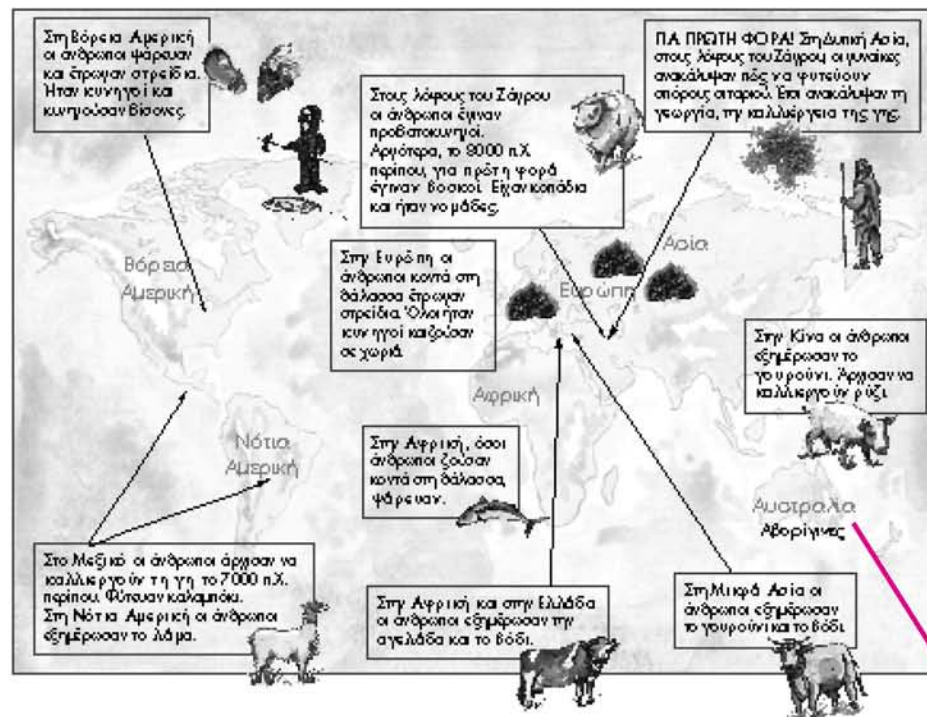 Στη Βόρεια Αμερική
οι άνθρωποι ψάρευαν
και έτρωγαν στρείδια.
Ήταν κυνηγοί και
κυνηγούσαν βίσονες.
Στους λόφους του Ζάγρου
οι άνθρωποι έγιναν
προβατοκυνηγοί.
Αργότερα, το 8000 π.Χ.
περίπου, για πρώτη φορά
έγιναν βοσκοί. Είχαν κοπάδια
και ήταν νομάδες.
ΓΙΑ ΠΡΩΤΗ ΦΟΡΑ! Στη Δυτική Ασία,
στους λόφους του Ζάγρου, οι γυναίκες
ανακάλυψαν πώς να φυτεύουν
σπόρους σιταριού. Έτσι ανακάλυψαν τη
γεωργία, την καλλιέργεια της γης.
Βόρεια
Αμερική
Στην Ευρώπη οι
άνθρωποι κοντά στη
θάλασσα έτρωγαν
στρείδια. Όλοι ήταν
κυνηγοί και ζούσαν
σε χωριά.
Ασία
Ευρώπη
Στην Κίνα οι άνθρωποι
εξημέρωσαν το
γουρούνι. Άρχισαν να
καλλιεργούν ρύζι.
Αφρική
Νότια
Αμερική
Στην Αφρική, όσοι
άνθρωποι ζούσαν
κοντά στη θάλασσα,
ψάρευαν.
Αυστραλία
Αβορίγινες
Στο Μεξικό οι άνθρωποι άρχισαν να
καλλιεργούν τη γη το 7000 π.Χ.
περίπου. Φύτευαν καλαμπόκι.
Στη Νότια Αμερική οι άνθρωποι
εξημέρωσαν το λάμα.
Στην Αφρική και στην Ελλάδα
οι άνθρωποι εξημέρωσαν την
αγελάδα και το βόδι.
Στη Μικρά Ασία οι
άνθρωποι εξημέρωσαν
το γουρούνι και το βόδι.